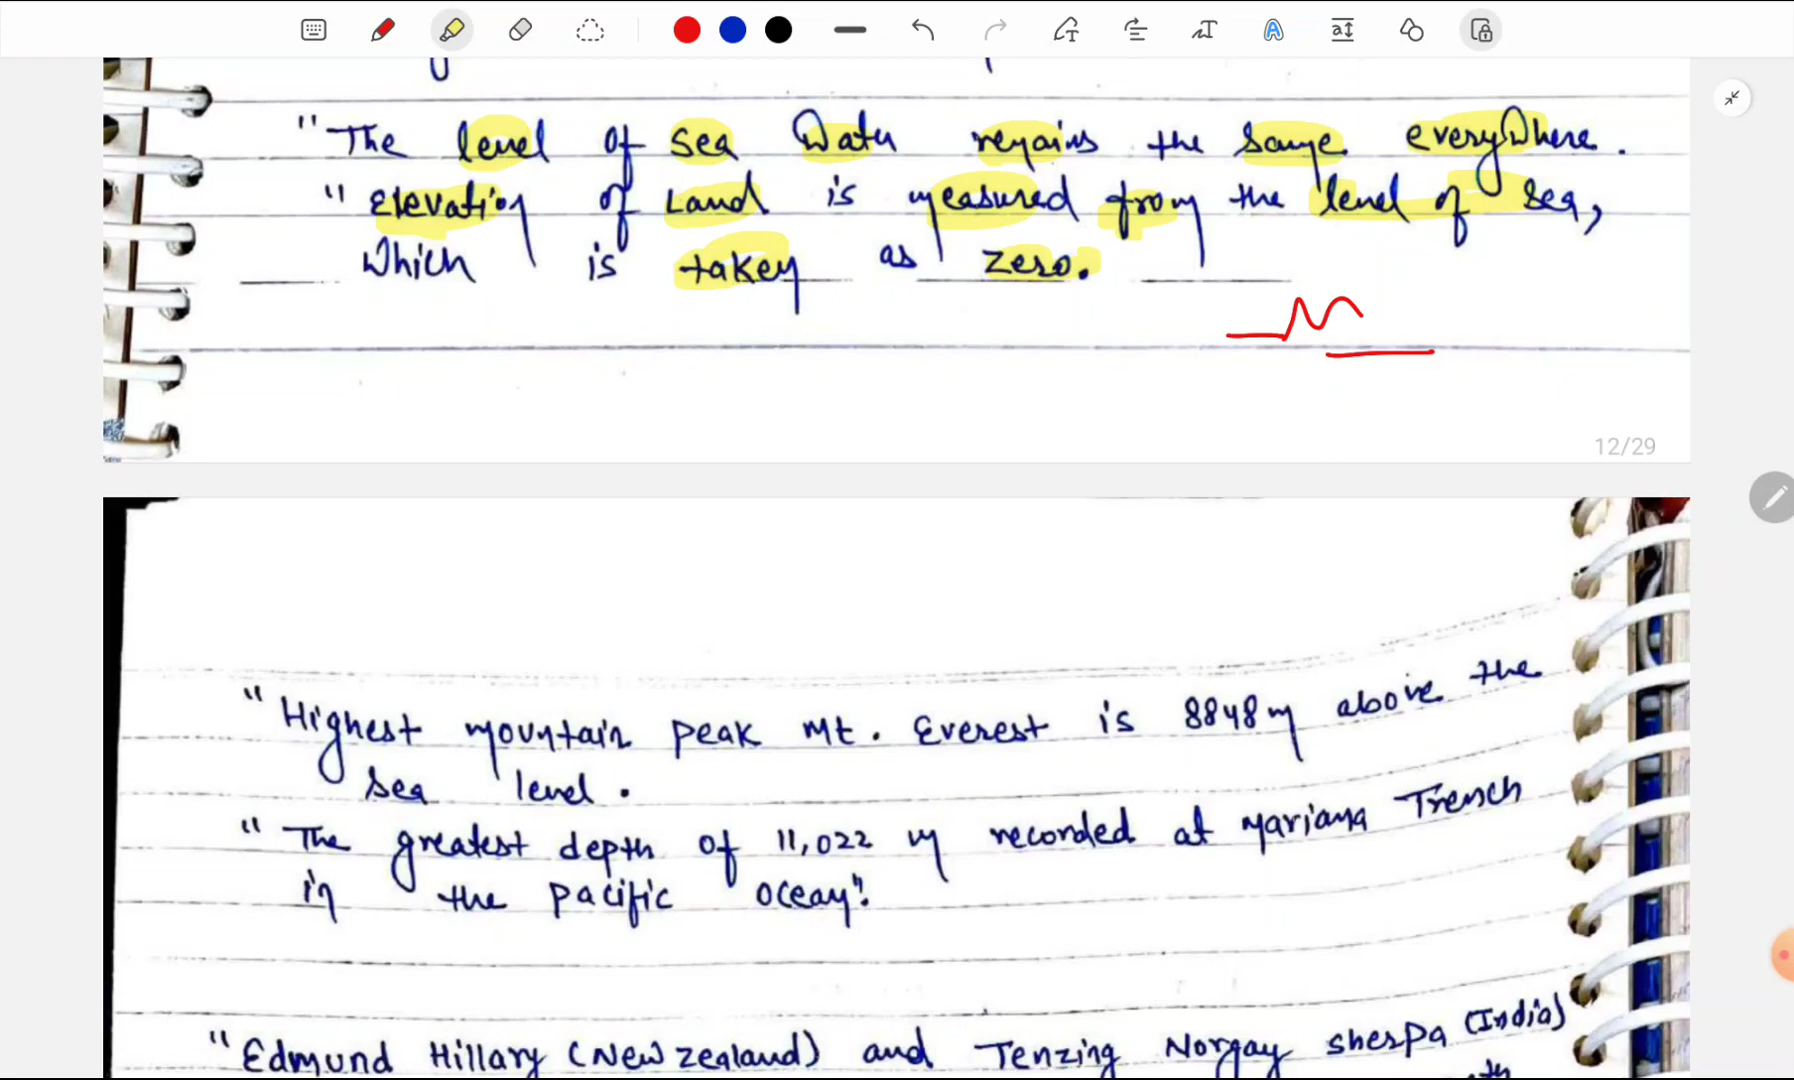 "The level of sea Water remains the same everywhere.
" Elevation of Land is measured from the level of sea,
which is taken as zero.
12/29
" Highest mountain peak Mt. Everest is 8848m above the
sea level.
" The greatest depth of 11,022 m recorded at Mariana Trench
in the pacific ocean".
"Edmund Hillary (New zealand) and Tenzing Norgay sherpa (India)